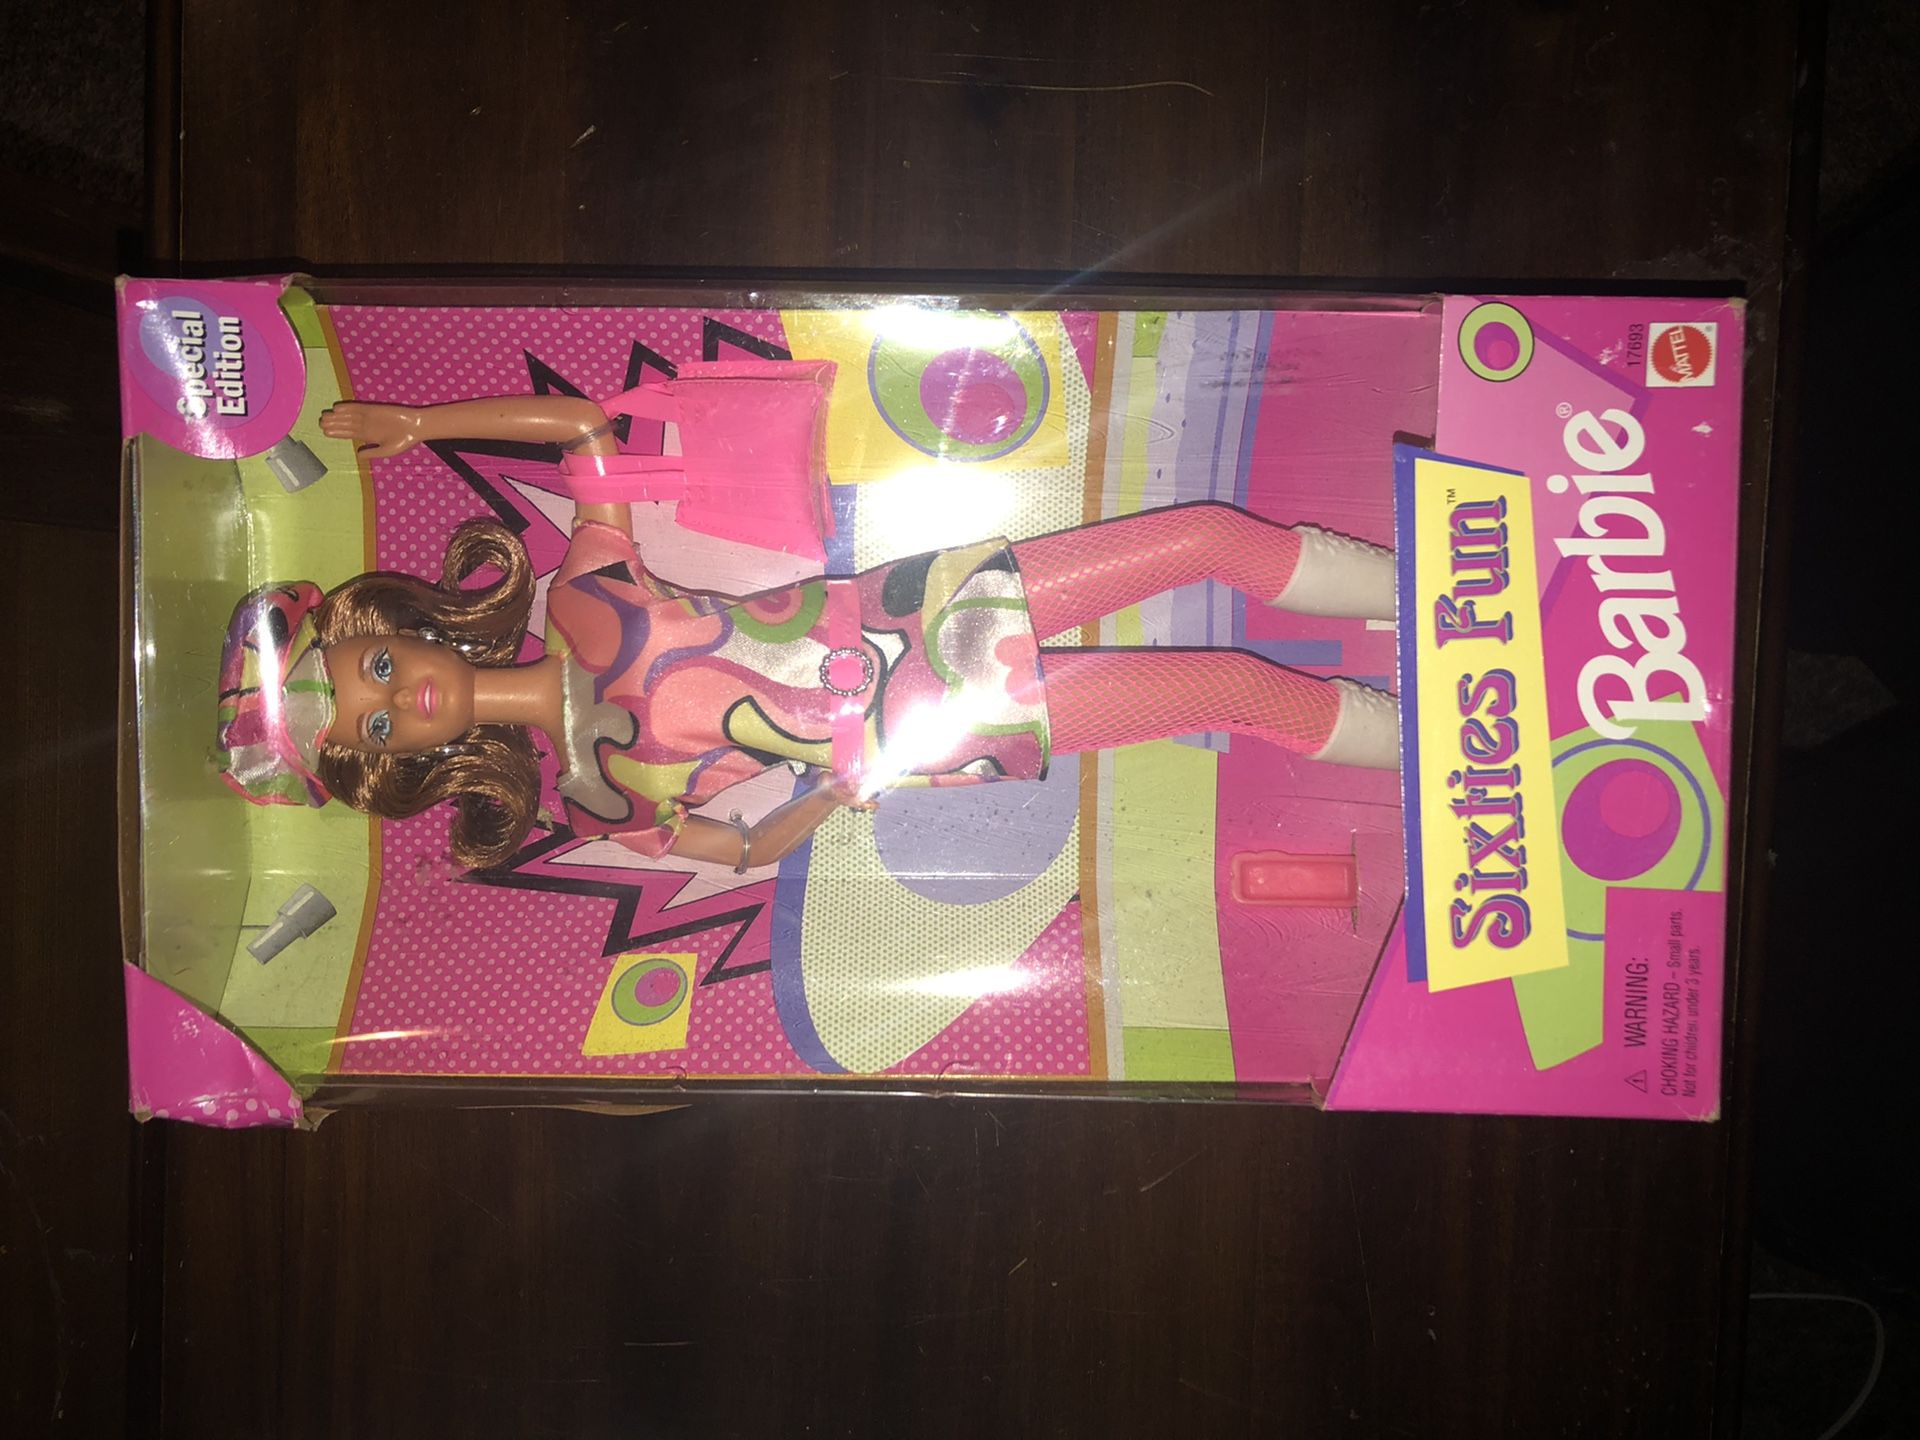 Special
Edition
Sixties Fun™
Barbie®
17693
MATTEL
®
⚠ WARNING:
CHOKING HAZARD – Small parts.
Not for children under 3 years.